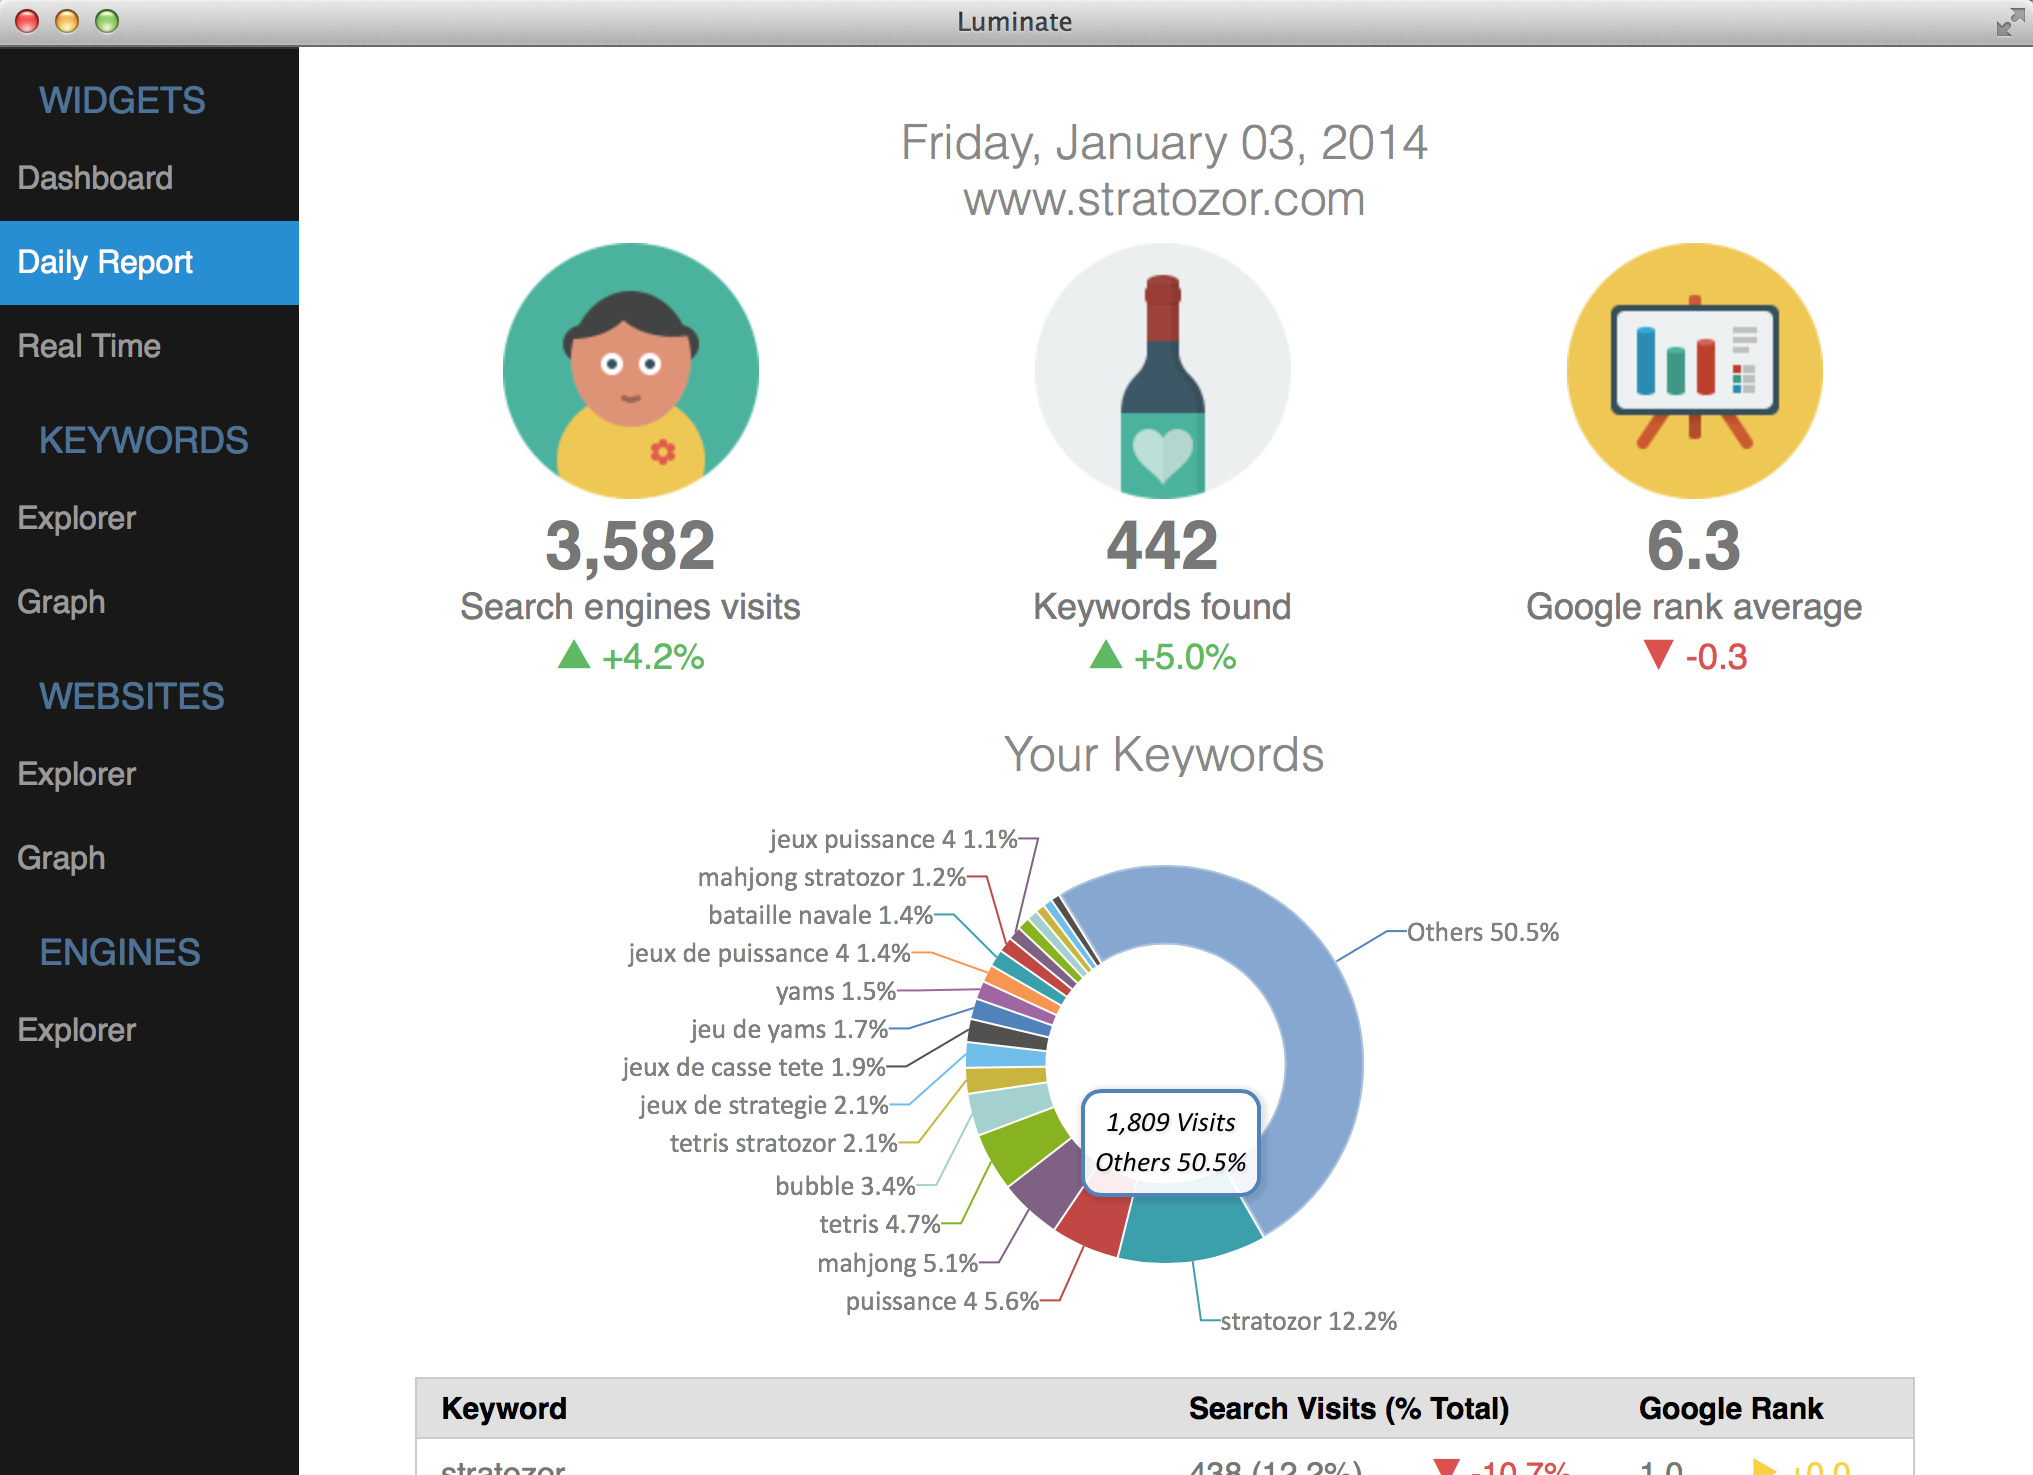 Luminate
WIDGETS
Dashboard
Daily Report
Real Time
KEYWORDS
Explorer
Graph
WEBSITES
Explorer
Graph
ENGINES
Explorer
Friday, January 03, 2014
www.stratozor.com
3,582
Search engines visits
▲ +4.2%
442
Keywords found
▲ +5.0%
6.3
Google rank average
▼ -0.3
Your Keywords
jeux puissance 4 1.1%
mahjong stratozor 1.2%
bataille navale 1.4%
jeux de puissance 4 1.4%
yams 1.5%
jeu de yams 1.7%
jeux de casse tete 1.9%
jeux de strategie 2.1%
tetris stratozor 2.1%
bubble 3.4%
tetris 4.7%
mahjong 5.1%
puissance 4 5.6%
stratozor 12.2%
Others 50.5%
1,809 Visits
Others 50.5%
Keyword Search Visits (% Total) Google Rank
stratozor 438 (12.2%) ▼ -10.7% 1.0 ▶ +0.0